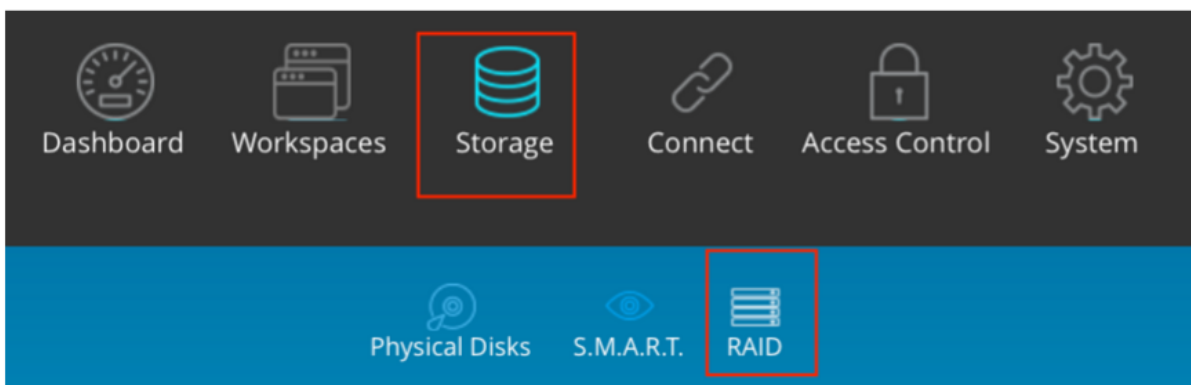 Dashboard Workspaces Storage Connect Access Control System
Physical Disks S.M.A.R.T. RAID